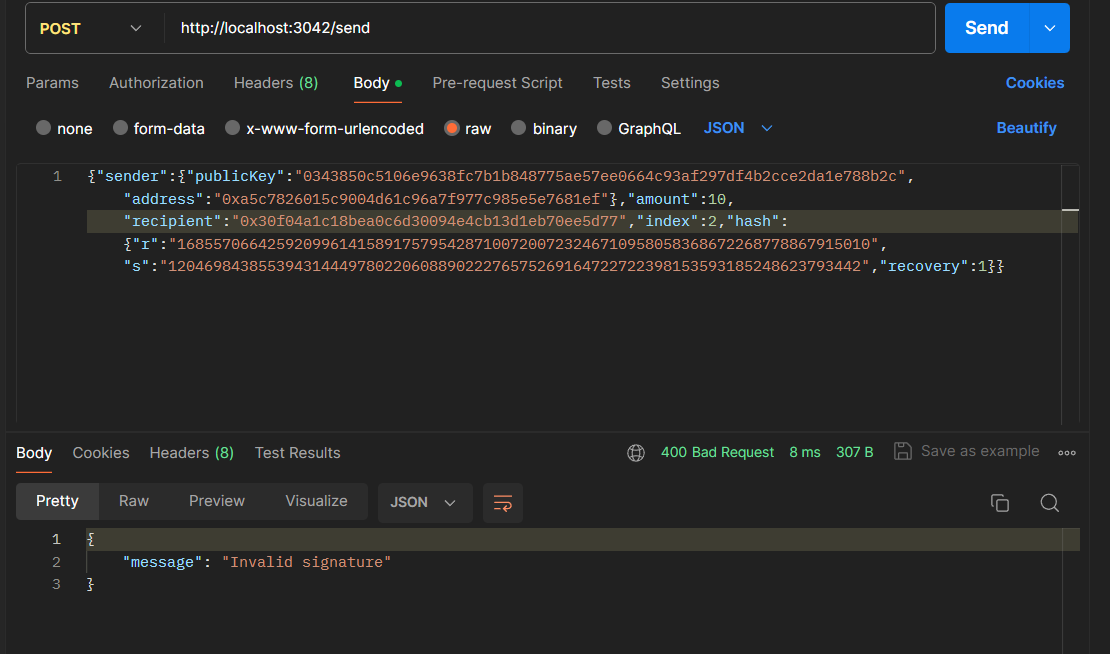 POST http://localhost:3042/send Send
Params Authorization Headers (8) Body Pre-request Script Tests Settings Cookies
none form-data x-www-form-urlencoded raw binary GraphQL JSON Beautify
1 {"sender":{"publicKey":"0343850c5106e9638fc7b1b848775ae57ee0664c93af297df4b2cce2da1e788b2c",
"address":"0xa5c7826015c9004d61c96a7f977c985e5e7681ef"},"amount":10,
"recipient":"0x30f04a1c18bea0c6d30094e4cb13d1eb70ee5d77","index":2,"hash":
{"r":"16855706642592099614158917579542871007200723246710958058368672268778867915010",
"s":"12046984385539431444978022060889022276575269164722722398153593185248623793442","recovery":1}}
Body Cookies Headers (8) Test Results 400 Bad Request 8 ms 307 B Save as example
Pretty Raw Preview Visualize JSON
1 {
2 "message": "Invalid signature"
3 }